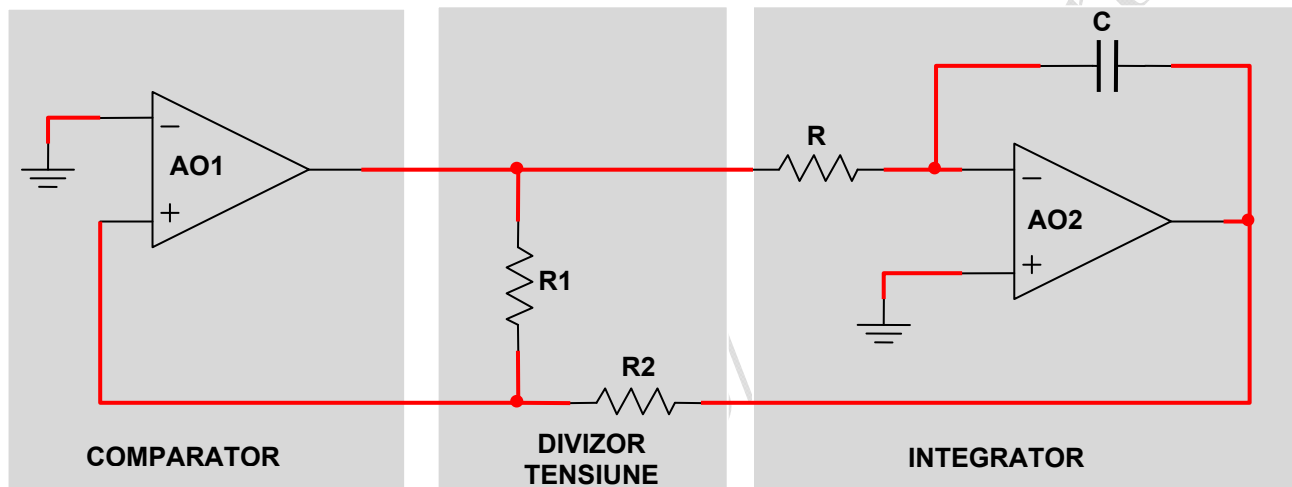 C
R
AO1
AO2
R1
R2
COMPARATOR
DIVIZOR
TENSIUNE
INTEGRATOR